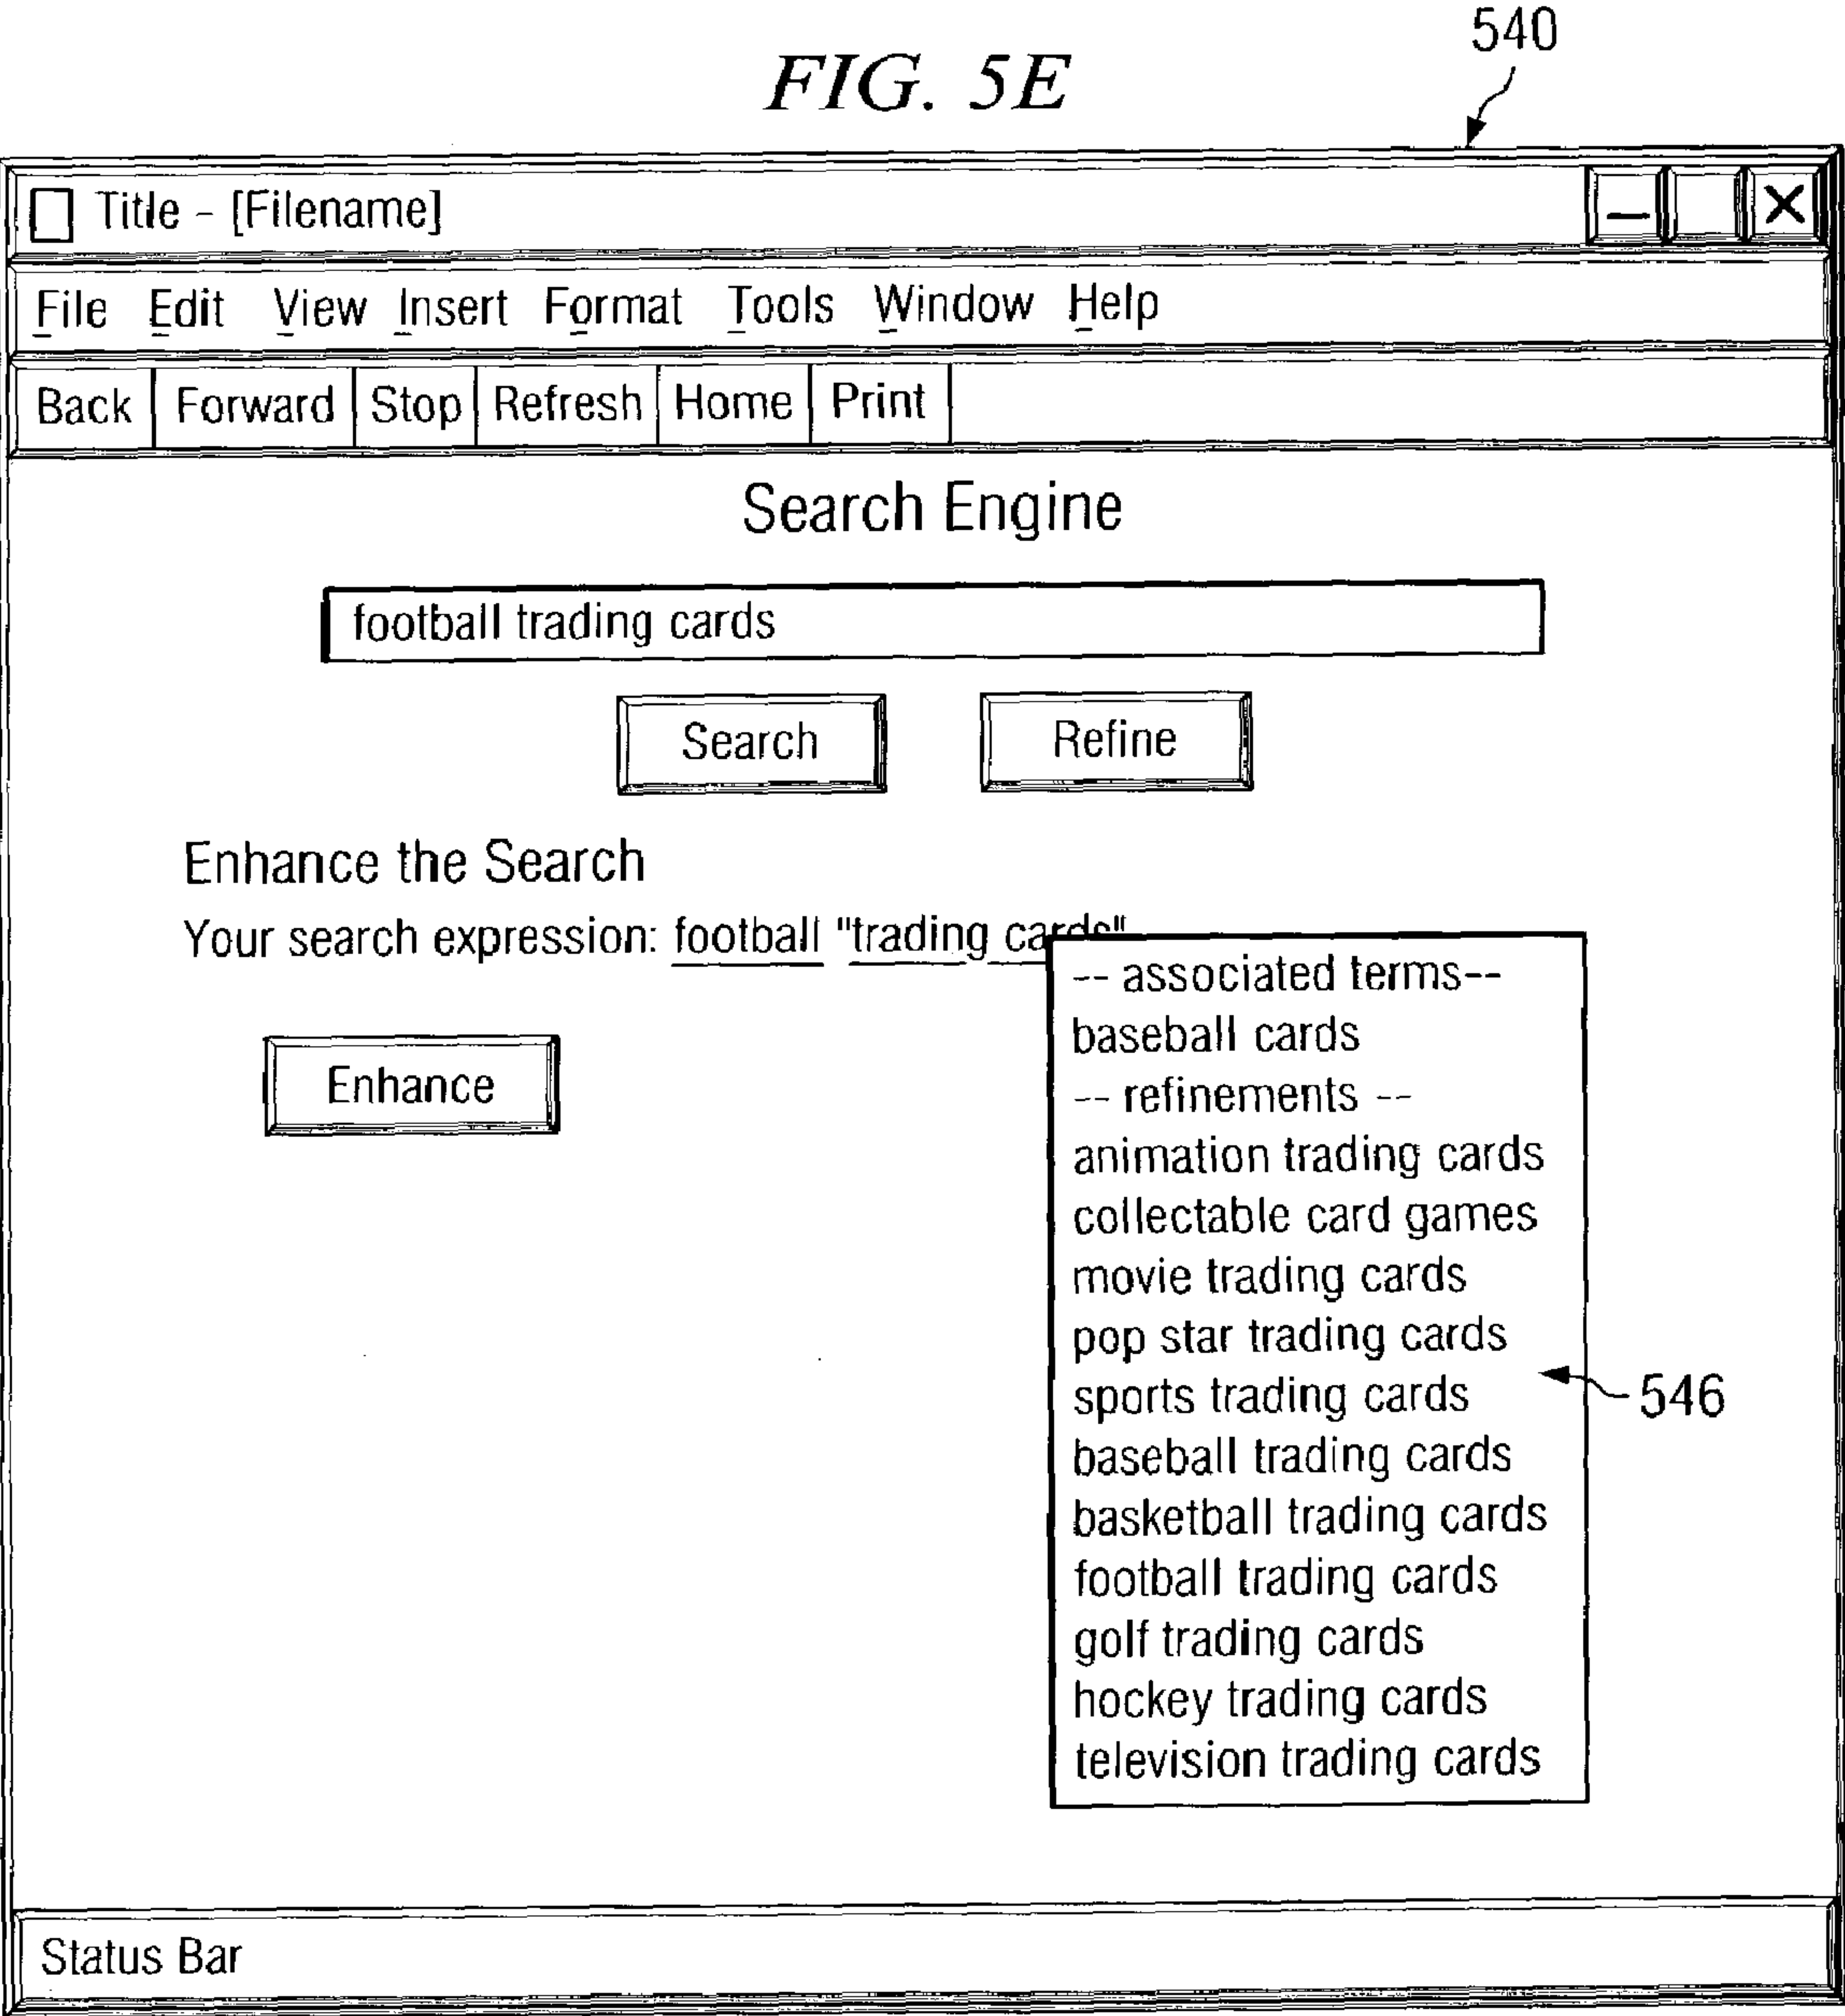 540
FIG. 5E
Title - [Filename]
File Edit View Insert Format Tools Window Help
Back Forward Stop Refresh Home Print
Search Engine
football trading cards
Search Refine
Enhance the Search
Your search expression: football "trading cards"
-- associated terms--
baseball cards
Enhance
-- refinements --
animation trading cards
collectable card games
movie trading cards
pop star trading cards
sports trading cards
546
baseball trading cards
basketball trading cards
football trading cards
golf trading cards
hockey trading cards
television trading cards
Status Bar